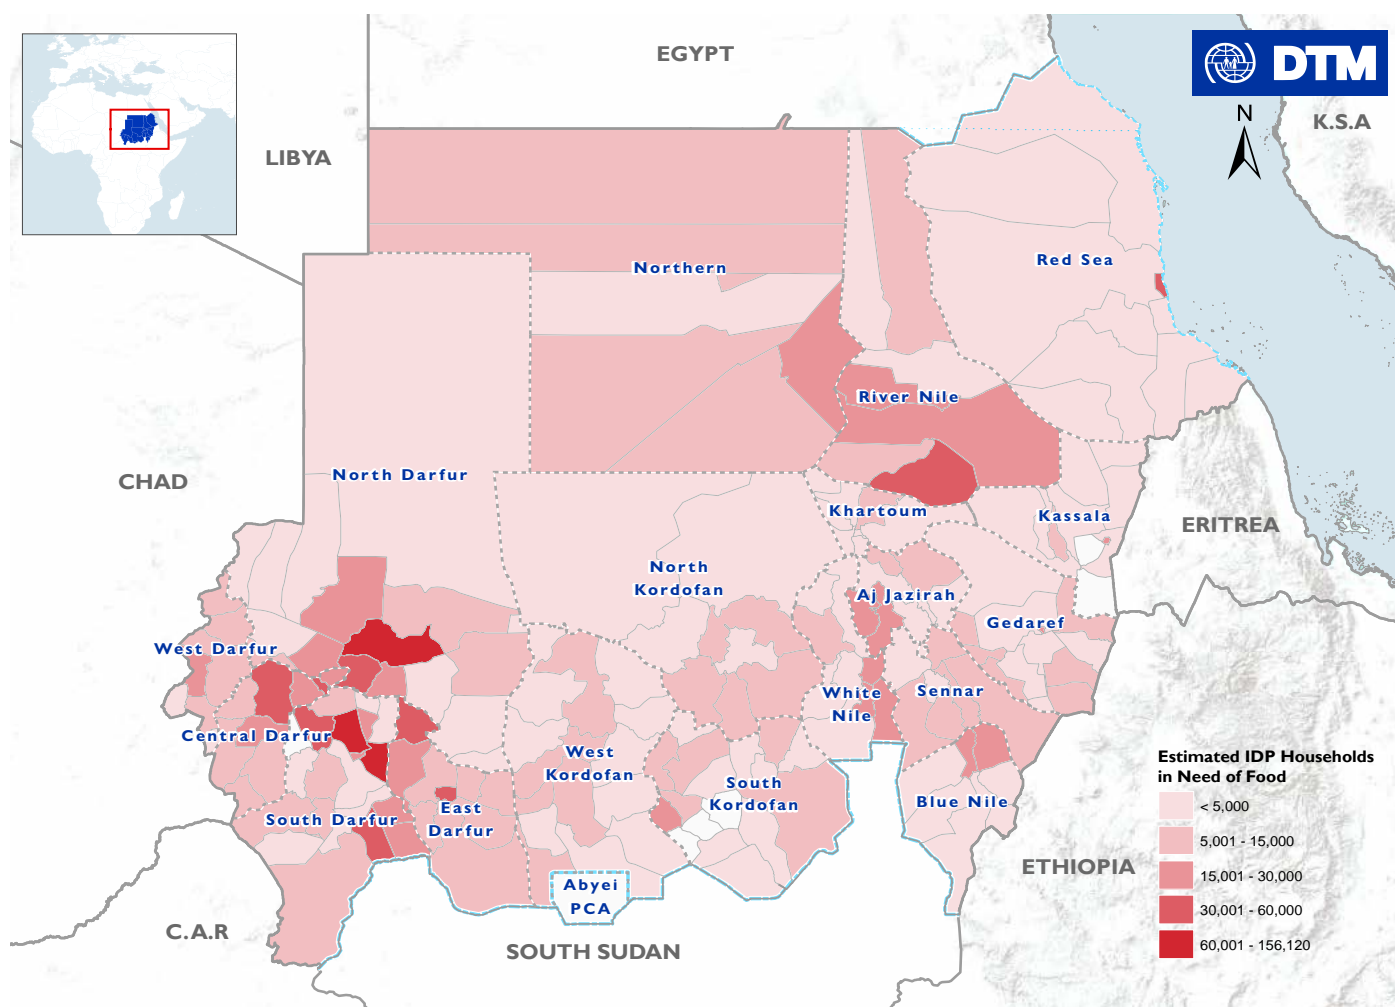 EGYPT
DTM
N
K.S.A
LIBYA
Red Sea
Northern
River Nile
CHAD
North Darfur
Khartoum
Kassala
ERITREA
North
Kordofan
Aj Jazirah
Gedaref
West Darfur
White
Nile
Sennar
Central Darfur
West
Kordofan
South
Kordofan
Blue Nile
East
Darfur
South Darfur
Estimated IDP Households
in Need of Food
< 5,000
5,001 - 15,000
15,001 - 30,000
30,001 - 60,000
60,001 - 156,120
ETHIOPIA
Abyei
PCA
C.A.R
SOUTH SUDAN